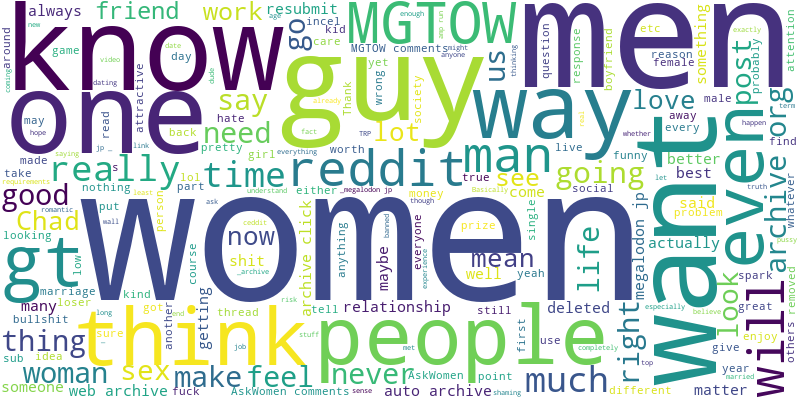 always friend work resubmit
incel
know
MGTOW
men
go
kid
care
around
game
day
MGTOW comments
might
anyone
us
yet
question
etc
reason
female
something
post
probably
attention
new
video
age
date
dating
dude
amp
run
enough
thinking
response
boyfriend
exactly
term
one
guy
way
say
may
read
attractive
back
hate
need
lot
Thank
TRP
wrong
society
love
away
male
every
even
archive org
hope
jp
link
pretty
girl
fact
already
worth
live
funny
better
best
find
whether
happen
real
really
time
reddit
man
going
made
take
nothing
lol
everything
either
_megalodon jp
true
social
see
come
want
will
whatever
saying
requirements
part
understand
Basically
money
though
let
truth
good
Chad
put
person
least
ask
prize
single
said
problem
megalodon jp
looking
romantic
wall
women
now
maybe
mean
life
actually
spark
pussy
gt
low
shit
_archive
anything
banned
everyone
well
yeah
look
removed
marriage
loser
kind
course
archive click
relationship
still
deleted
experience
right
especially
great
believe
others
many
bullshit
long
sure
got
end
another
getting
risk
thread
tell
first
use
give
enjoy
year
thing
think
people
top
married
sub
idea
job
stuff
met
completely
woman
sex
make
feel
never
AskWomen
point
much
matter
someone
web archive
fuck
AskWomen comments
sense
auto archive
shaming
different